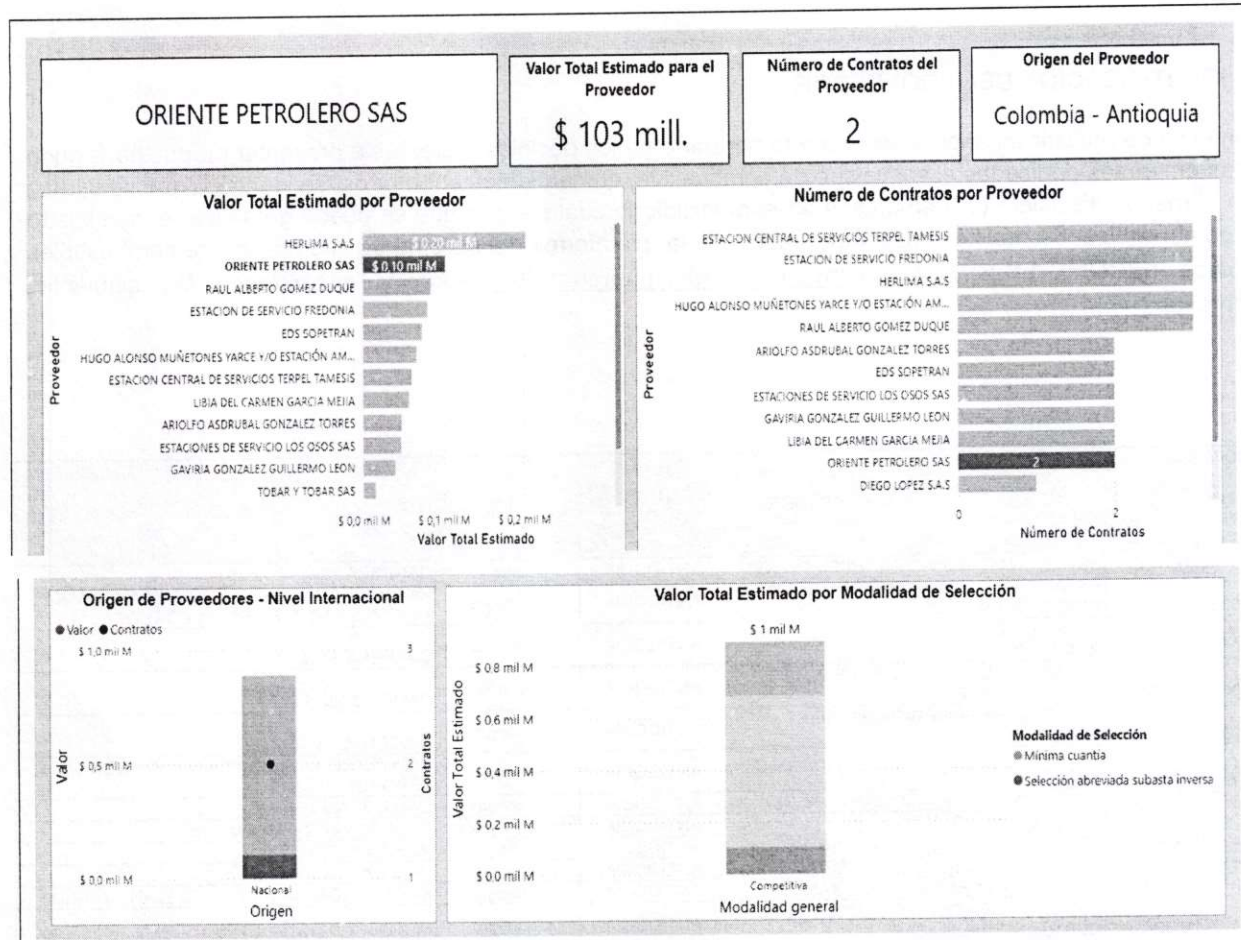 ORIENTE PETROLERO SAS
Valor Total Estimado para el
Proveedor
$ 103 mill.
Número de Contratos del
Proveedor
2
Origen del Proveedor
Colombia - Antioquia
Valor Total Estimado por Proveedor
Proveedor
HERLIMA S.A.S
$ 0,20 mil M
ORIENTE PETROLERO SAS
$ 0,10 mil M
RAUL ALBERTO GOMEZ DUQUE
ESTACION DE SERVICIO FREDONIA
EDS SOPETRAN
HUGO ALONSO MUÑETONES YARCE Y/O ESTACIÓN AM...
ESTACION CENTRAL DE SERVICIOS TERPEL TAMESIS
LIBIA DEL CARMEN GARCIA MEJIA
ARIOLFO ASDRUBAL GONZALEZ TORRES
ESTACIONES DE SERVICIO LOS OSOS SAS
GAVIRIA GONZALEZ GUILLERMO LEON
TOBAR Y TOBAR SAS
$ 0,0 mil M $ 0,1 mil M $ 0,2 mil M
Valor Total Estimado
Número de Contratos por Proveedor
Proveedor
ESTACION CENTRAL DE SERVICIOS TERPEL TAMESIS
ESTACION DE SERVICIO FREDONIA
HERLIMA S.A.S
HUGO ALONSO MUÑETONES YARCE Y/O ESTACIÓN AM...
RAUL ALBERTO GOMEZ DUQUE
ARIOLFO ASDRUBAL GONZALEZ TORRES
EDS SOPETRAN
ESTACIONES DE SERVICIO LOS OSOS SAS
GAVIRIA GONZALEZ GUILLERMO LEON
LIBIA DEL CARMEN GARCIA MEJIA
ORIENTE PETROLERO SAS
2
DIEGO LOPEZ S.A.S
0 2
Número de Contratos
Origen de Proveedores - Nivel Internacional
Valor Contratos
$ 1,0 mil M
$ 0,5 mil M
$ 0,0 mil M
Valor
3
2
1
Contratos
Nacional
Origen
Valor Total Estimado por Modalidad de Selección
$ 1 mil M
$ 0,8 mil M
$ 0,6 mil M
$ 0,4 mil M
$ 0,2 mil M
$ 0,0 mil M
Valor Total Estimado
Competitiva
Modalidad general
Modalidad de Selección
Mínima cuantía
Selección abreviada subasta inversa